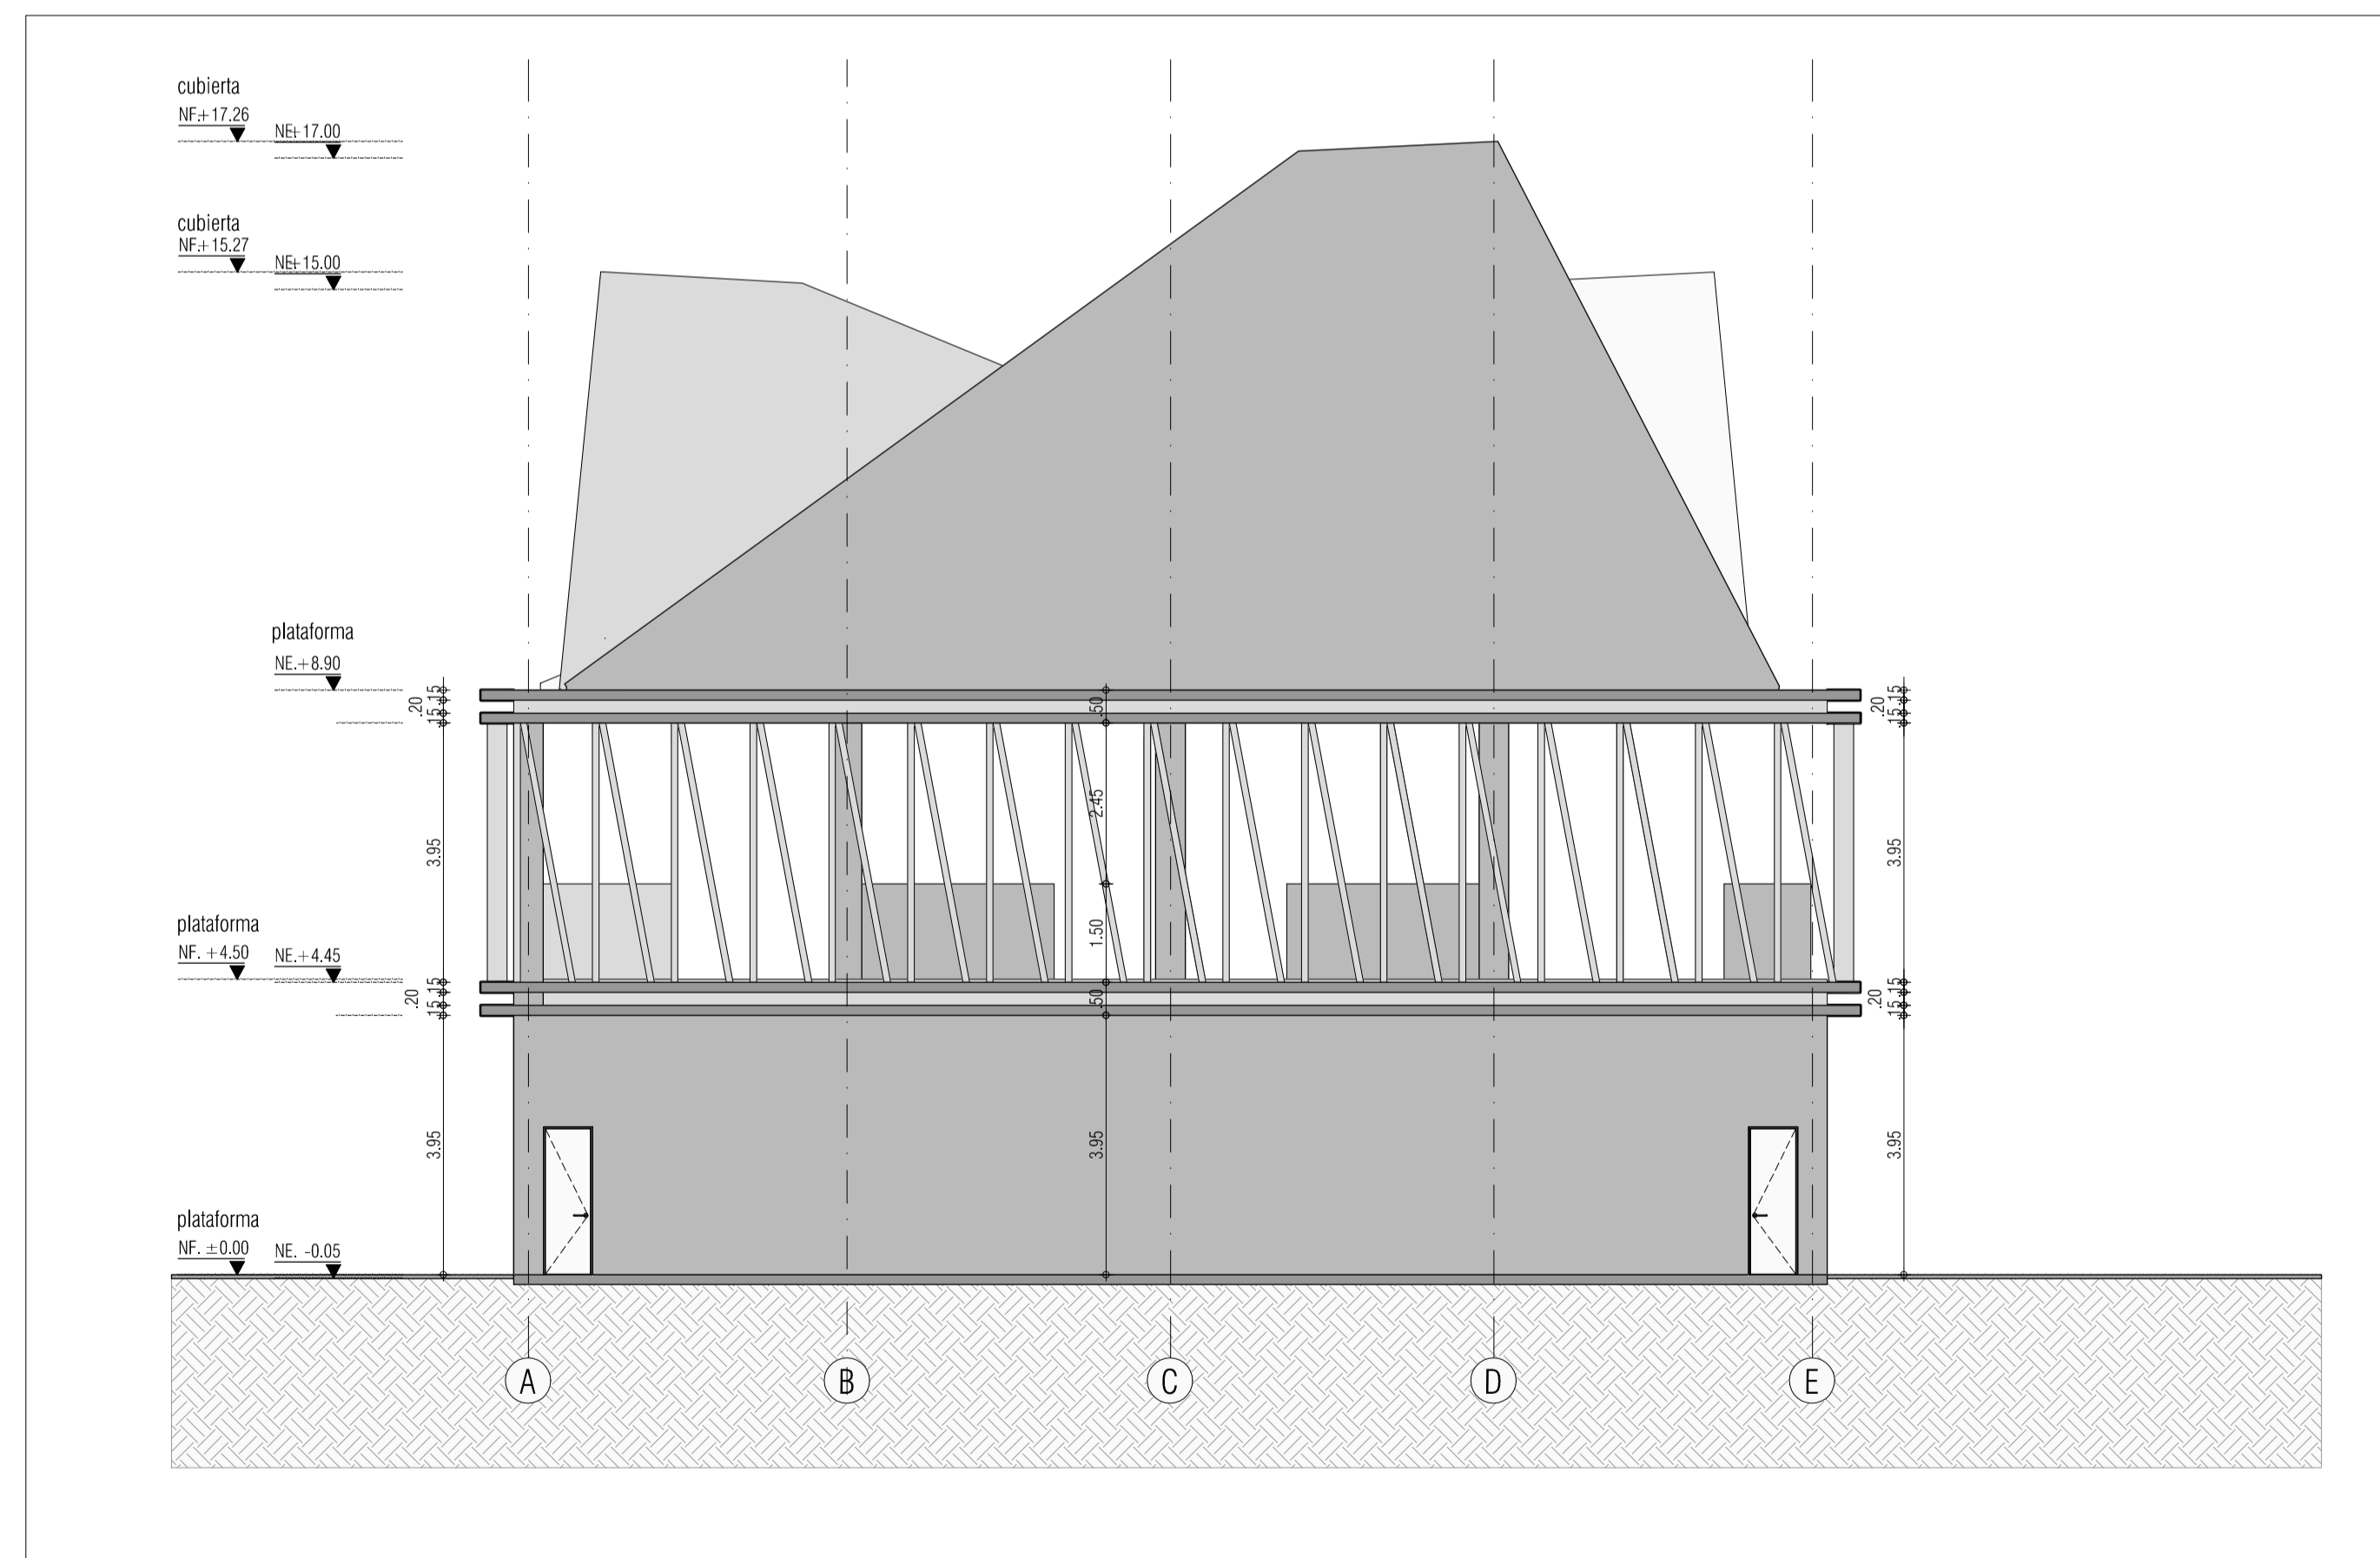 cubierta
NF.+17.26
NE+17.00
cubierta
NF.+15.27
NE+15.00
plataforma
NE.+8.90
.20
.15
.15
.50
.20
.15
.15
2.45
3.95
3.95
1.50
plataforma
NF. +4.50
NE.+4.45
.20
.15
.15
.50
.20
.15
.15
3.95
3.95
3.95
plataforma
NF. ±0.00
NE. -0.05
A
B
C
D
E